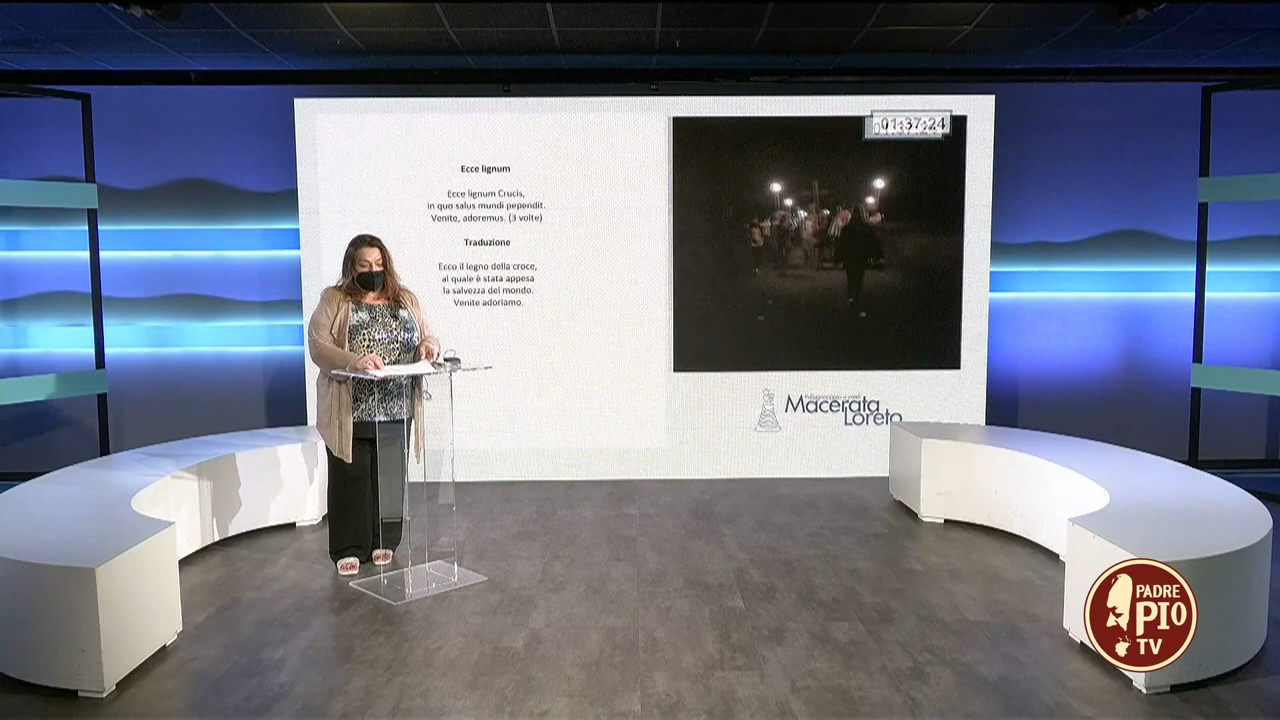 Ecce lignum
Ecce lignum Crucis,
in quo salus mundi pependit.
Venite, adoremus. (3 volte)
Traduzione
Ecco il legno della croce,
al quale è stata appesa
la salvezza del mondo.
Venite adoriamo.
01:37:24
Pellegrinaggio a piedi
Macerata
Loreto
PADRE
PIO
TV